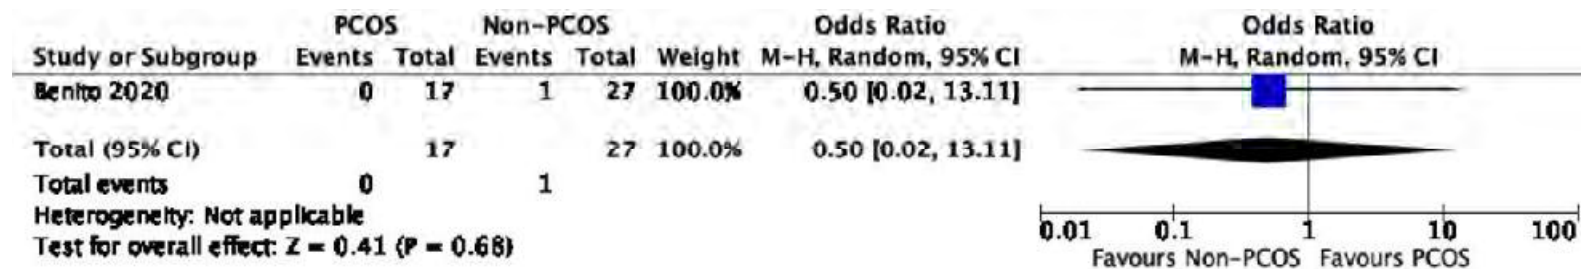 PCOS Non-PCOS Odds Ratio Odds Ratio
Study or Subgroup Events Total Events Total Weight M-H, Random, 95% CI M-H, Random, 95% CI
Benito 2020 0 17 1 27 100.0% 0.50 [0.02, 13.11]
Total (95% CI) 17 27 100.0% 0.50 [0.02, 13.11]
Total events 0 1
Heterogeneity: Not applicable
Test for overall effect: Z = 0.41 (P = 0.68)
0.01 0.1 1 10 100
Favours Non-PCOS Favours PCOS